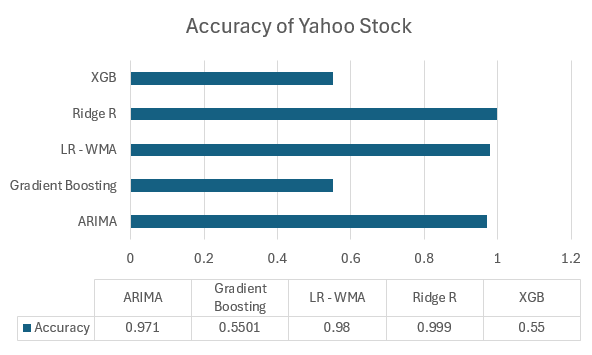 Accuracy of Yahoo Stock
XGB
Ridge R
LR - WMA
Gradient Boosting
ARIMA
0 0.2 0.4 0.6 0.8 1 1.2
ARIMA Gradient Boosting LR - WMA Ridge R XGB
Accuracy 0.971 0.5501 0.98 0.999 0.55